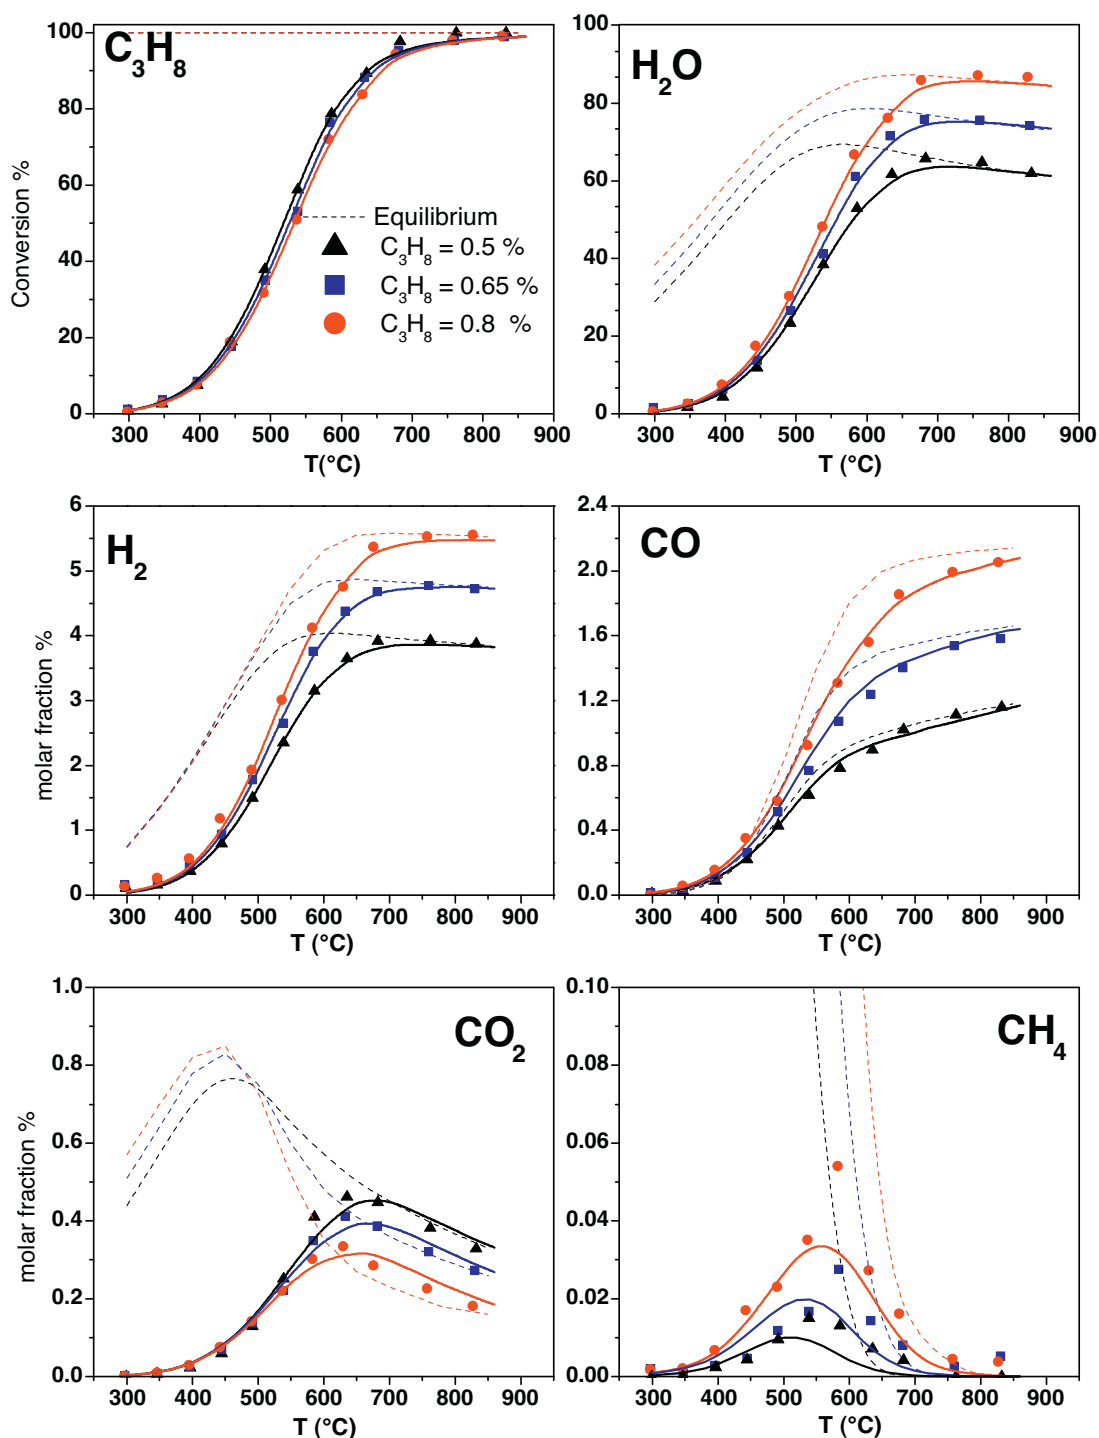 C3H8
Conversion %
100
80
60
40
20
0
Equilibrium
C3H8 = 0.5 %
C3H8 = 0.65 %
C3H8 = 0.8 %
300 400 500 600 700 800 900
T(°C)
H2O
100
80
60
40
20
0
300 400 500 600 700 800 900
T (°C)
H2
molar fraction %
6
5
4
3
2
1
0
300 400 500 600 700 800 900
T (°C)
CO
2.4
2.0
1.6
1.2
0.8
0.4
0.0
300 400 500 600 700 800 900
T (°C)
CO2
molar fraction %
1.0
0.8
0.6
0.4
0.2
0.0
300 400 500 600 700 800 900
T (°C)
CH4
0.10
0.08
0.06
0.04
0.02
0.00
300 400 500 600 700 800 900
T (°C)